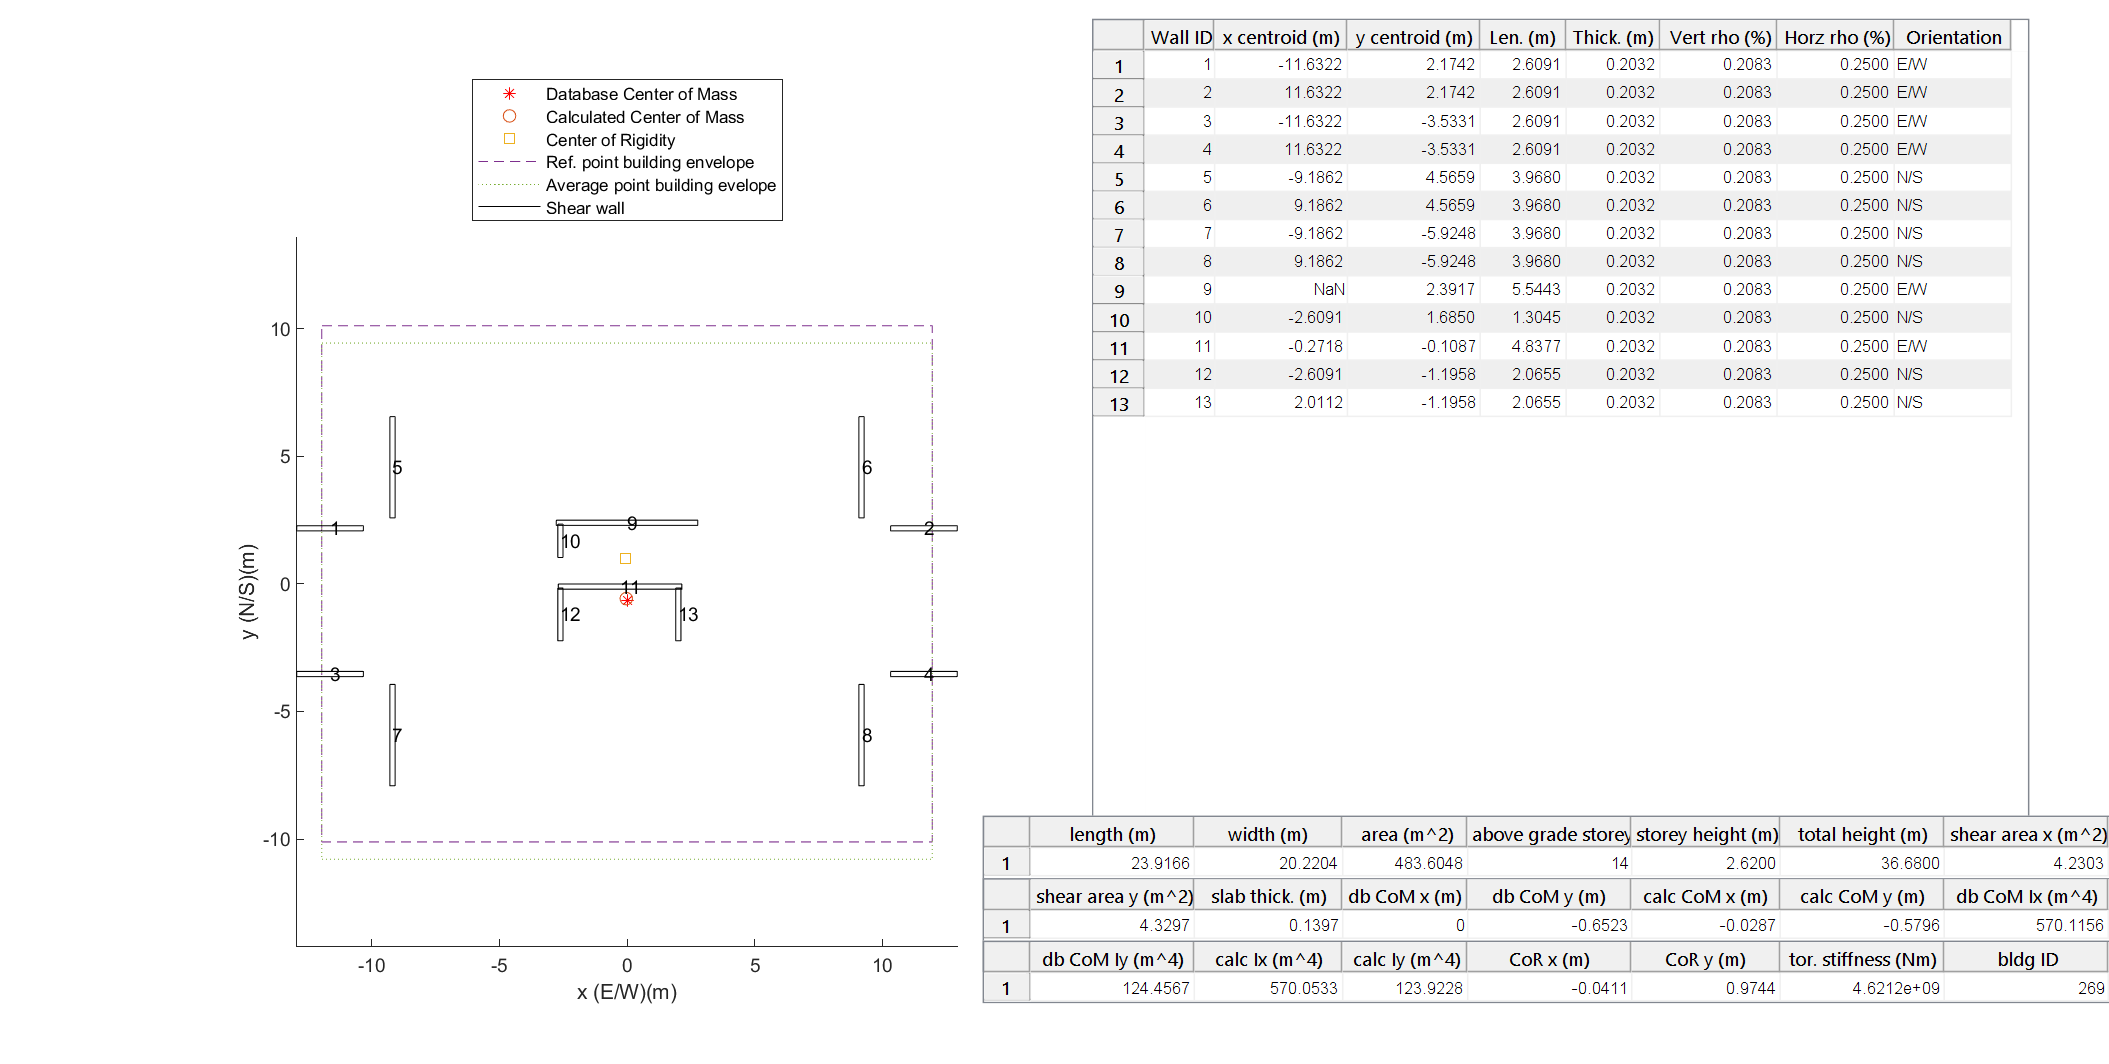 Database Center of Mass
Calculated Center of Mass
Center of Rigidity
Ref. point building envelope
Average point building evelope
Shear wall
10
5
0
-5
-10
y (N/S)(m)
5
6
1
9
2
10
11
12
13
3
4
7
8
-10
-5
0
5
10
x (E/W)(m)
Wall ID x centroid (m) y centroid (m) Len. (m) Thick. (m) Vert rho (%) Horz rho (%) Orientation
1 1 -11.6322 2.1742 2.6091 0.2032 0.2083 0.2500 E/W
2 2 11.6322 2.1742 2.6091 0.2032 0.2083 0.2500 E/W
3 3 -11.6322 -3.5331 2.6091 0.2032 0.2083 0.2500 E/W
4 4 11.6322 -3.5331 2.6091 0.2032 0.2083 0.2500 E/W
5 5 -9.1862 4.5659 3.9680 0.2032 0.2083 0.2500 N/S
6 6 9.1862 4.5659 3.9680 0.2032 0.2083 0.2500 N/S
7 7 -9.1862 -5.9248 3.9680 0.2032 0.2083 0.2500 N/S
8 8 9.1862 -5.9248 3.9680 0.2032 0.2083 0.2500 N/S
9 9 NaN 2.3917 5.5443 0.2032 0.2083 0.2500 E/W
10 10 -2.6091 1.6850 1.3045 0.2032 0.2083 0.2500 N/S
11 11 -0.2718 -0.1087 4.8377 0.2032 0.2083 0.2500 E/W
12 12 -2.6091 -1.1958 2.0655 0.2032 0.2083 0.2500 N/S
13 13 2.0112 -1.1958 2.0655 0.2032 0.2083 0.2500 N/S
length (m) width (m) area (m^2) above grade storey storey height (m) total height (m) shear area x (m^2)
1 23.9166 20.2204 483.6048 14 2.6200 36.6800 4.2303
shear area y (m^2) slab thick. (m) db CoM x (m) db CoM y (m) calc CoM x (m) calc CoM y (m) db CoM Ix (m^4)
1 4.3297 0.1397 0 -0.6523 -0.0287 -0.5796 570.1156
db CoM Iy (m^4) calc Ix (m^4) calc Iy (m^4) CoR x (m) CoR y (m) tor. stiffness (Nm) bldg ID
1 124.4567 570.0533 123.9228 -0.0411 0.9744 4.6212e+09 269